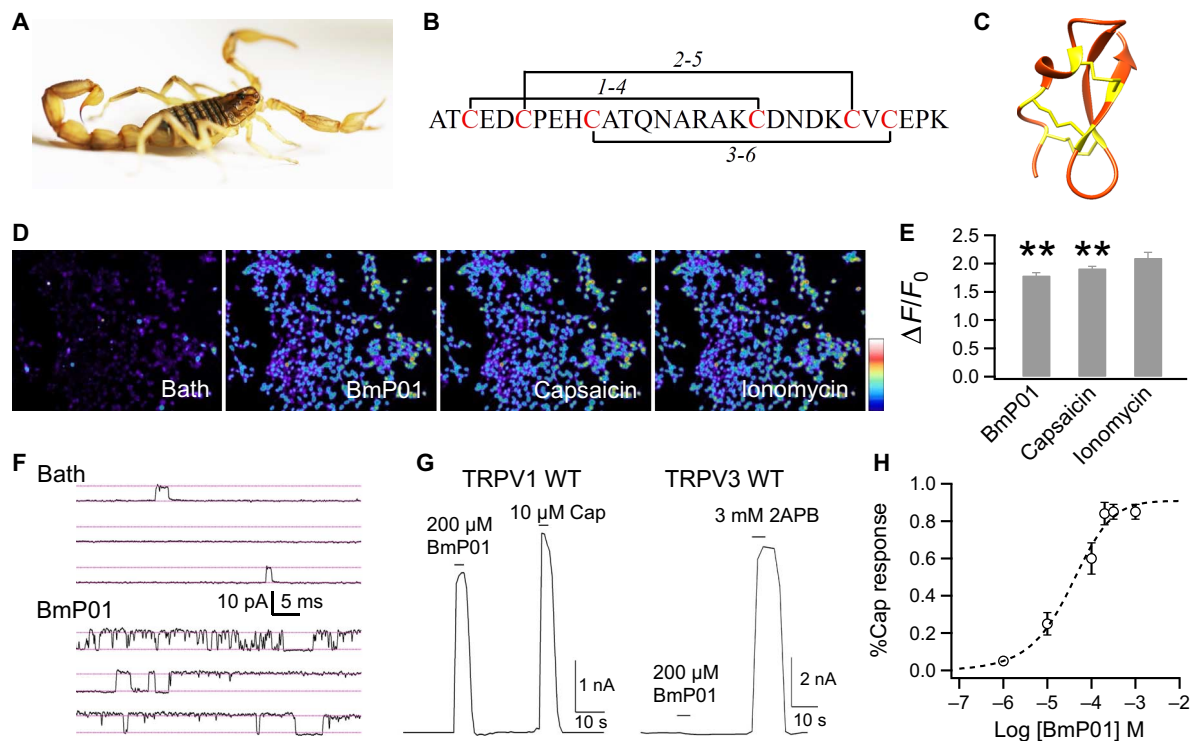 A
B
2-5
1-4
ATCEDCPEHCATQNARAKCDNDKCVCEPK
3-6
C
D
Bath
BmP01
Capsaicin
Ionomycin
E
ΔF/F0
2.5
2.0
1.5
1.0
0.5
0.0
** **
BmP01
Capsaicin
Ionomycin
F
Bath
10 pA
5 ms
BmP01
G
TRPV1 WT
200 μM
BmP01
10 μM Cap
1 nA
10 s
TRPV3 WT
3 mM 2APB
200 μM
BmP01
2 nA
10 s
H
%Cap response
1.0
0.8
0.6
0.4
0.2
0.0
–7 –6 –5 –4 –3 –2
Log [BmP01] M